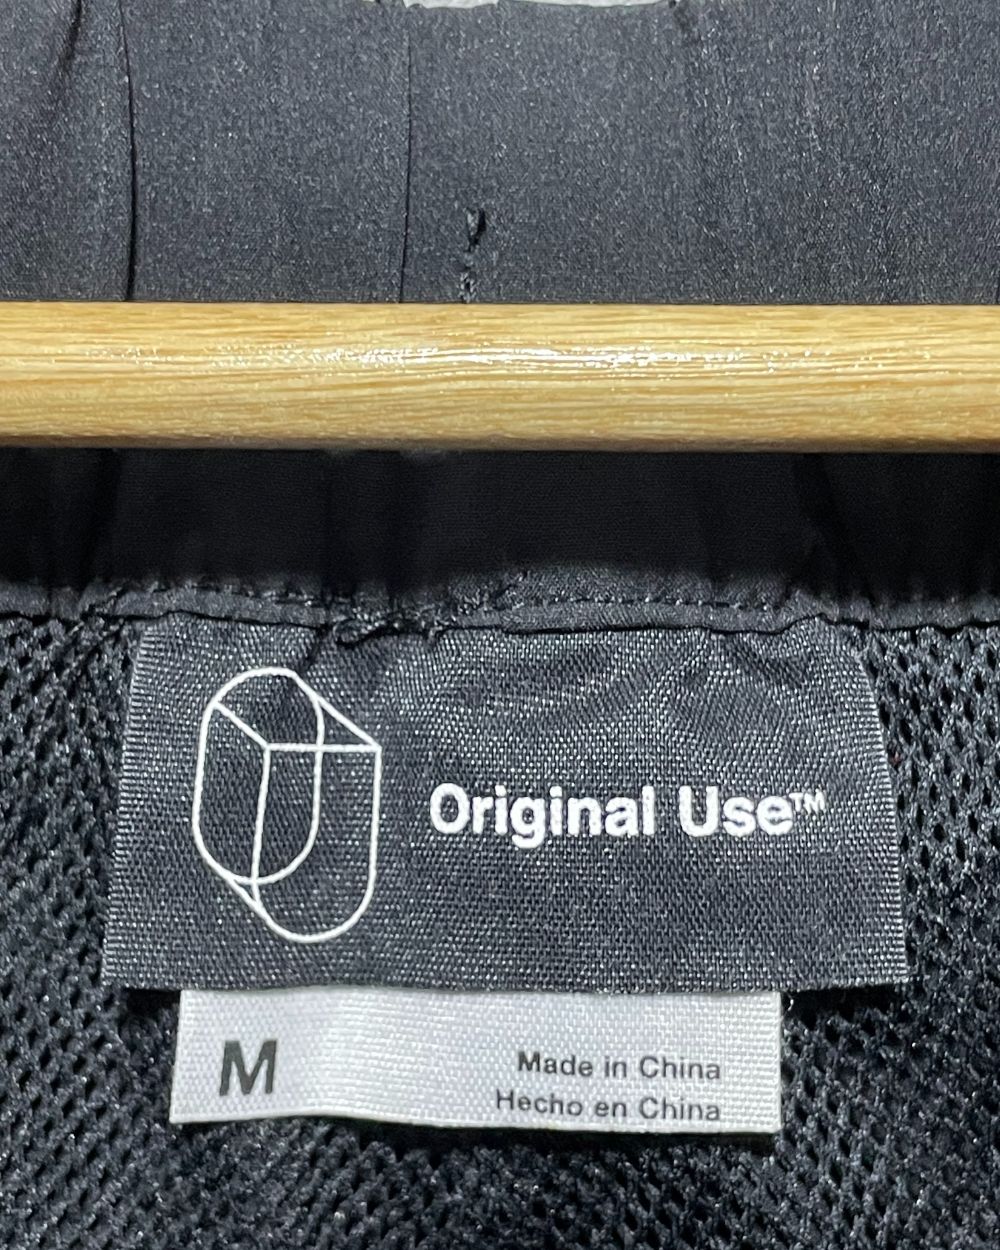 Original Use™
M
Made in China
Hecho en China